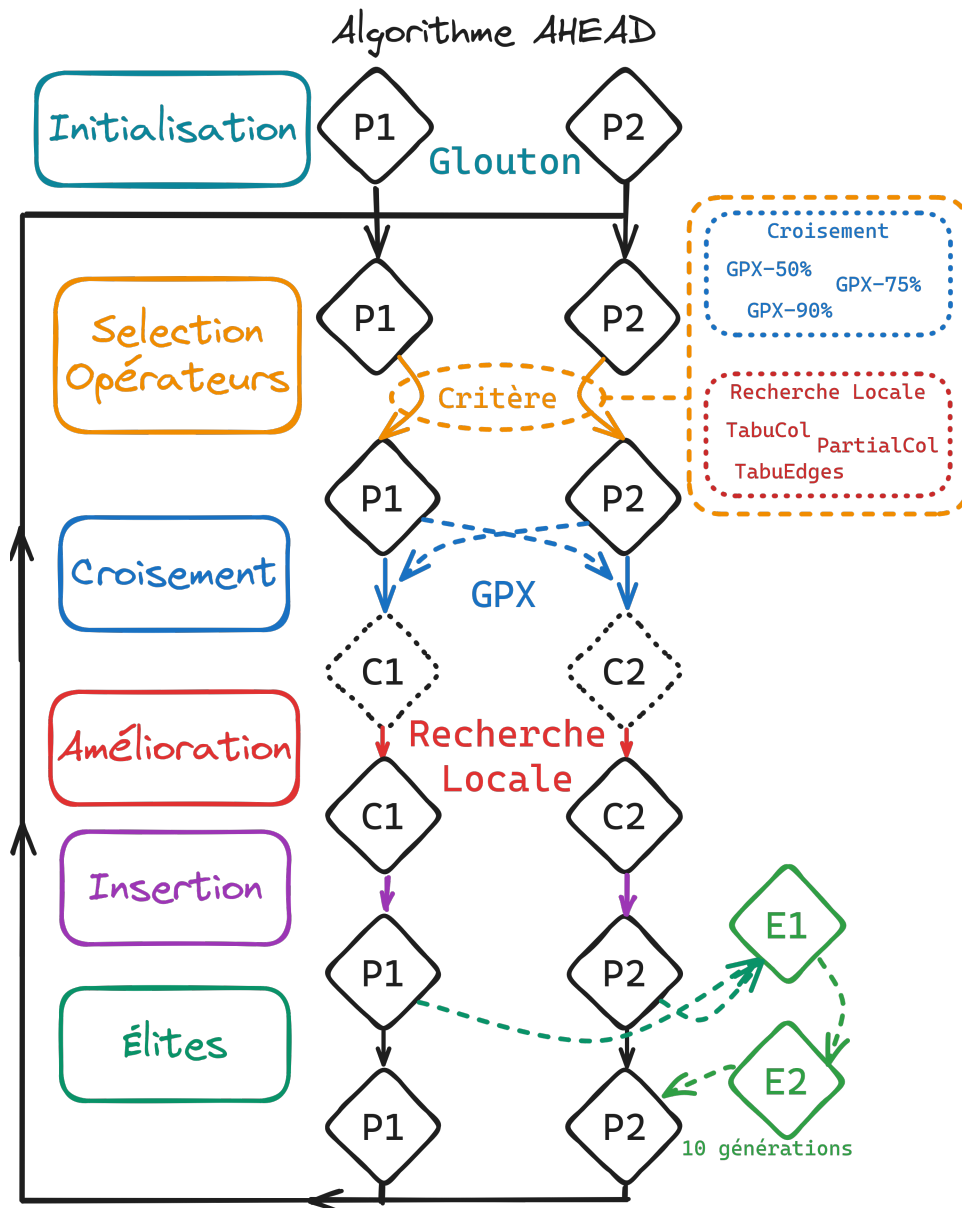 Algorithme AHEAD
Initialisation
P1
P2
Glouton
Croisement
GPX-50%
GPX-75%
GPX-90%
Selection
Opérateurs
P1
P2
Critère
Recherche Locale
TabuCol
PartialCol
TabuEdges
P1
P2
Croisement
GPX
C1
C2
Amélioration
Recherche
Locale
C1
C2
Insertion
E1
P1
P2
Élites
E2
P1
P2
10 générations